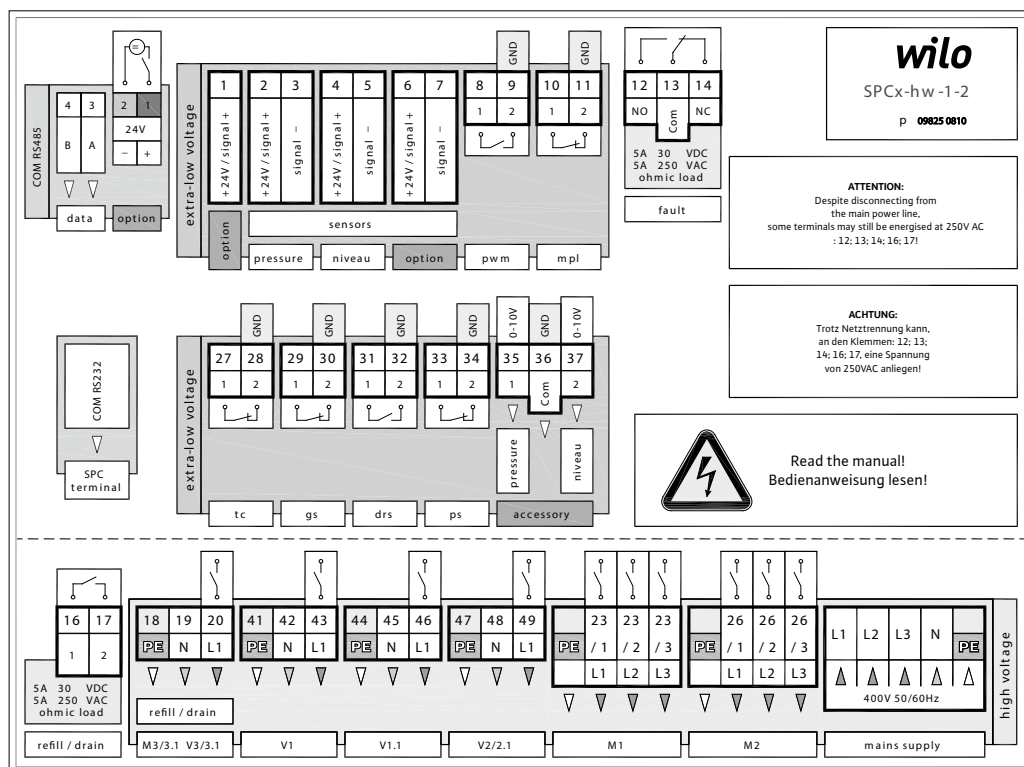 COM RS485
4 3
B A
data
2 1
24V
– +
option
extra-low voltage
1
+24V / signal +
option
2 3
+24V / signal +
signal –
pressure
4 5
+24V / signal +
signal –
niveau
6 7
+24V / signal +
signal –
option
sensors
GND
8 9
1 2
pwm
GND
10 11
1 2
mpl
12 13 14
NO Com NC
5A 30 VDC
5A 250 VAC
ohmic load
fault
wilo
SPCx-hw-1-2
p 09825 0810
ATTENTION:
Despite disconnecting from
the main power line,
some terminals may still be energised at 250V AC
: 12; 13; 14; 16; 17!
ACHTUNG:
Trotz Netztrennung kann,
an den Klemmen: 12; 13;
14; 16; 17, eine Spannung
von 250VAC anliegen!
COM RS232
SPC
terminal
extra-low voltage
GND
27 28
1 2
tc
GND
29 30
1 2
gs
GND
31 32
1 2
drs
GND
33 34
1 2
ps
0-10V GND 0-10V
35 36 37
1 Com 2
pressure
niveau
accessory
Read the manual!
Bedienanweisung lesen!
16 17
1 2
5A 30 VDC
5A 250 VAC
ohmic load
refill / drain
18 19 20
PE N L1
refill / drain
M3/3.1 V3/3.1
41 42 43
PE N L1
V1
44 45 46
PE N L1
V1.1
47 48 49
PE N L1
V2/2.1
23 23 23
PE / 1 / 2 / 3
L1 L2 L3
M1
26 26 26
PE / 1 / 2 / 3
L1 L2 L3
M2
L1 L2 L3 N PE
400V 50/60Hz
mains supply
high voltage